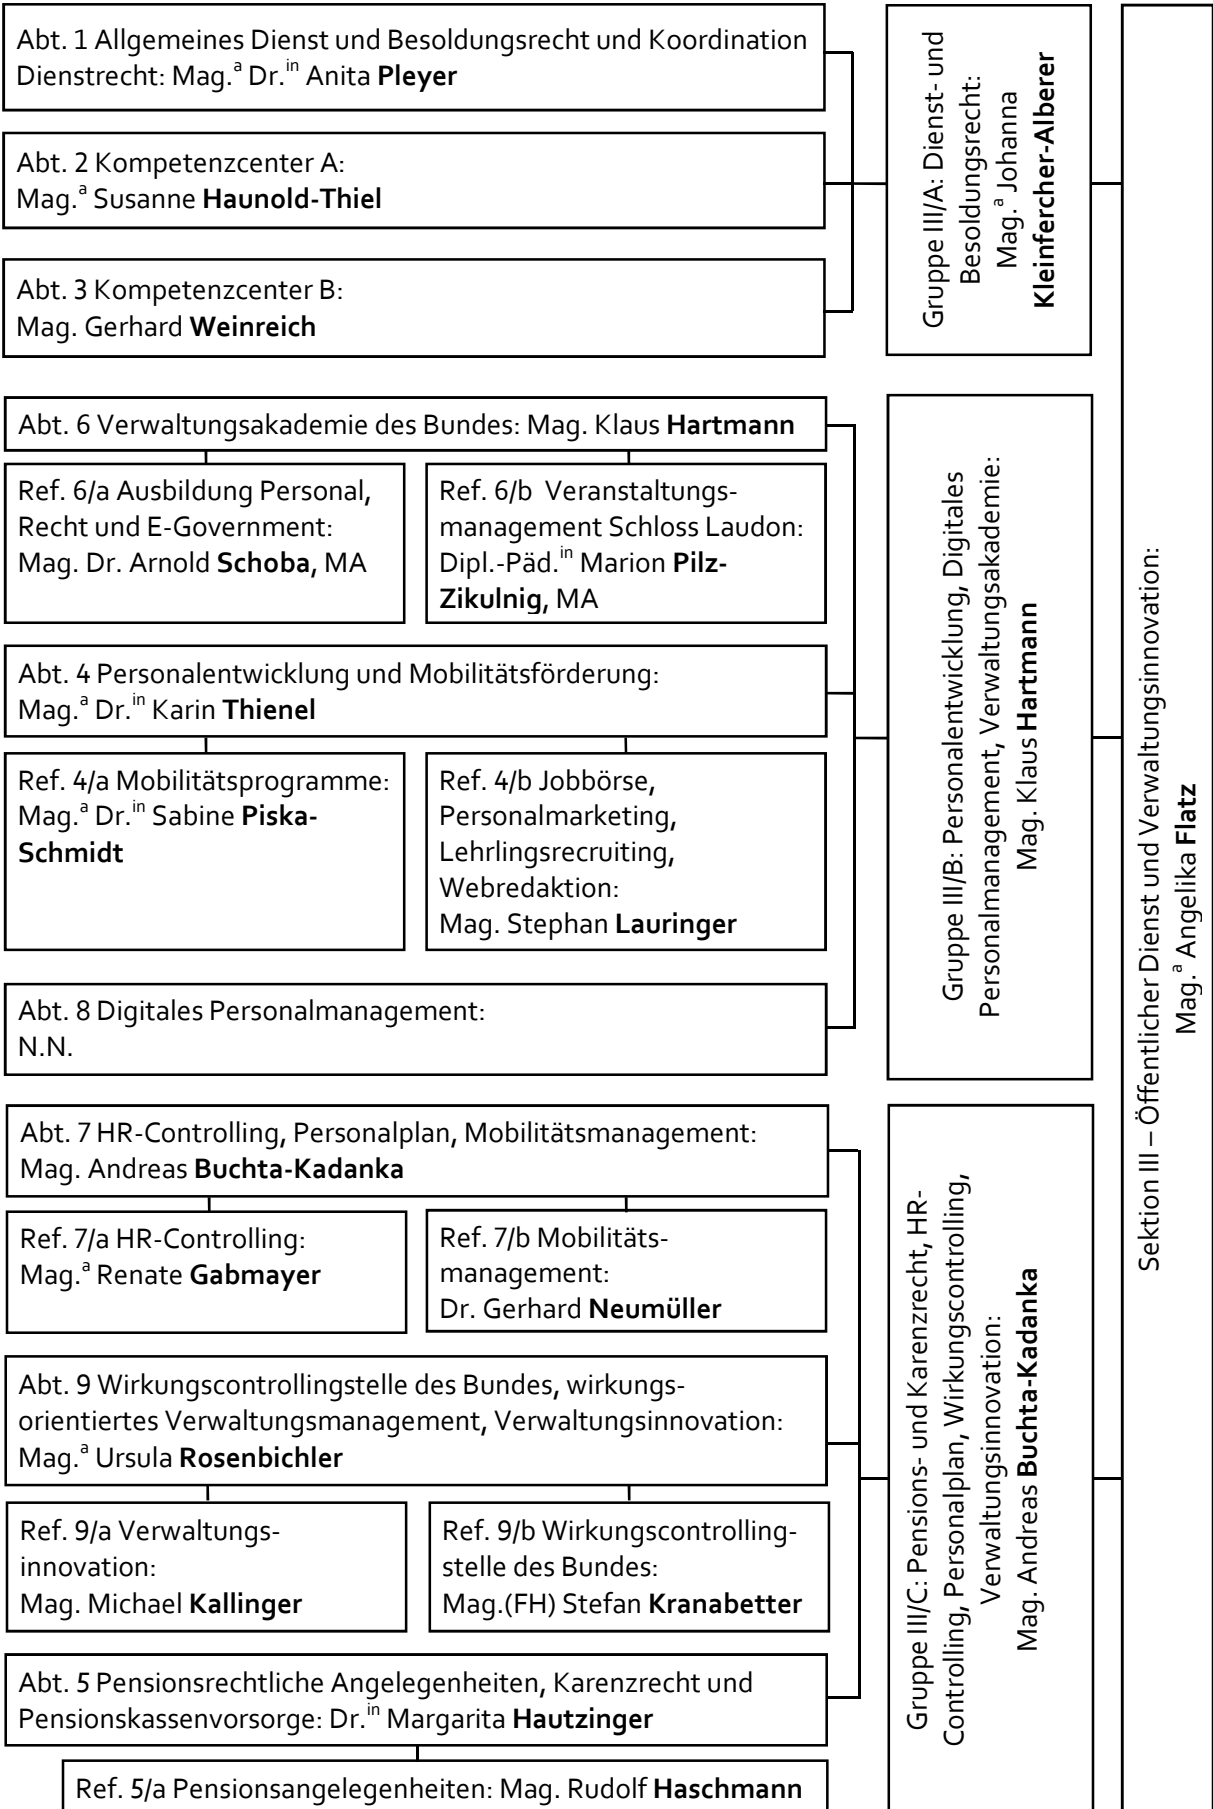 Abt. 1 Allgemeines Dienst und Besoldungsrecht und Koordination
Dienstrecht: Mag.ª Dr.ⁱⁿ Anita Pleyer
Abt. 2 Kompetenzcenter A:
Mag.ª Susanne Haunold-Thiel
Abt. 3 Kompetenzcenter B:
Mag. Gerhard Weinreich
Gruppe III/A: Dienst- und
Besoldungsrecht:
Mag.ª Johanna
Kleinfercher-Alberer
Abt. 6 Verwaltungsakademie des Bundes: Mag. Klaus Hartmann
Ref. 6/a Ausbildung Personal,
Recht und E-Government:
Mag. Dr. Arnold Schoba, MA
Ref. 6/b Veranstaltungs-
management Schloss Laudon:
Dipl.-Päd.ⁱⁿ Marion Pilz-
Zikulnig, MA
Abt. 4 Personalentwicklung und Mobilitätsförderung:
Mag.ª Dr.ⁱⁿ Karin Thienel
Ref. 4/a Mobilitätsprogramme:
Mag.ª Dr.ⁱⁿ Sabine Piska-
Schmidt
Ref. 4/b Jobbörse,
Personalmarketing,
Lehrlingsrecruiting,
Webredaktion:
Mag. Stephan Lauringer
Abt. 8 Digitales Personalmanagement:
N.N.
Gruppe III/B: Personalentwicklung, Digitales
Personalmanagement, Verwaltungsakademie:
Mag. Klaus Hartmann
Abt. 7 HR-Controlling, Personalplan, Mobilitätsmanagement:
Mag. Andreas Buchta-Kadanka
Ref. 7/a HR-Controlling:
Mag.ª Renate Gabmayer
Ref. 7/b Mobilitäts-
management:
Dr. Gerhard Neumüller
Abt. 9 Wirkungscontrollingstelle des Bundes, wirkungs-
orientiertes Verwaltungsmanagement, Verwaltungsinnovation:
Mag.ª Ursula Rosenbichler
Ref. 9/a Verwaltungs-
innovation:
Mag. Michael Kallinger
Ref. 9/b Wirkungscontrolling-
stelle des Bundes:
Mag.(FH) Stefan Kranabetter
Abt. 5 Pensionsrechtliche Angelegenheiten, Karenzrecht und
Pensionskassenvorsorge: Dr.ⁱⁿ Margarita Hautzinger
Ref. 5/a Pensionsangelegenheiten: Mag. Rudolf Haschmann
Gruppe III/C: Pensions- und Karenzrecht, HR-
Controlling, Personalplan, Wirkungscontrolling,
Verwaltungsinnovation:
Mag. Andreas Buchta-Kadanka
Sektion III – Öffentlicher Dienst und Verwaltungsinnovation:
Mag.ª Angelika Flatz